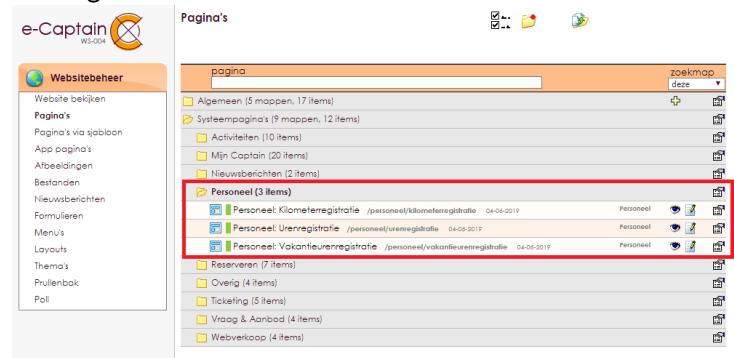 Pagina's
e-Captain
WS-004
Websitebeheer
Website bekijken
Pagina's
Pagina's via sjabloon
App pagina's
Afbeeldingen
Bestanden
Nieuwsberichten
Formulieren
Menu's
Layouts
Thema's
Prullenbak
Poll
pagina zoekmap
deze
Algemeen (5 mappen, 17 items)
Systeempagina's (9 mappen, 12 items)
Activiteiten (10 items)
Mijn Captain (20 items)
Nieuwsberichten (2 items)
Personeel (3 items)
Personeel: Kilometerregistratie /personeel/kilometerregistratie 04-06-2019 Personeel
Personeel: Urenregistratie /personeel/urenregistratie 04-06-2019 Personeel
Personeel: Vakantieurenregistratie /personeel/vakantieurenregistratie 04-06-2019 Personeel
Reserveren (7 items)
Overig (4 items)
Ticketing (5 items)
Vraag & Aanbod (4 items)
Webverkoop (4 items)